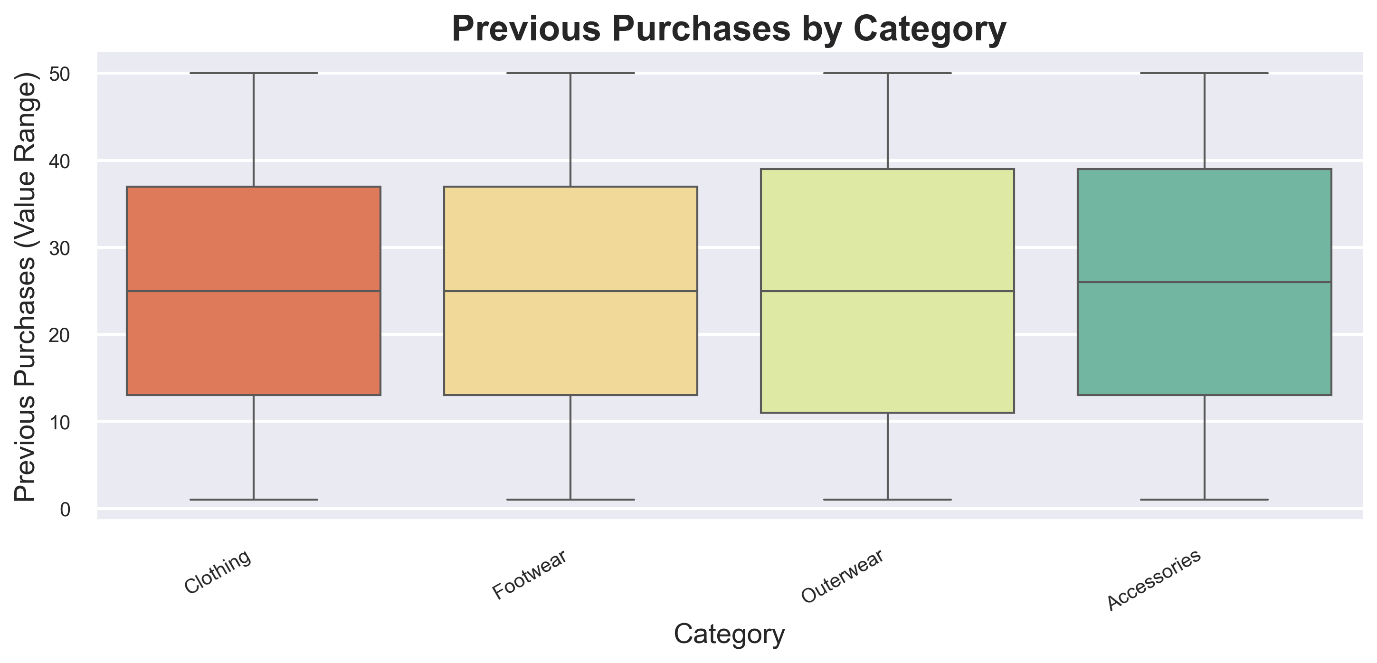 Previous Purchases by Category
Previous Purchases (Value Range)
50
40
30
20
10
0
Clothing
Footwear
Outerwear
Accessories
Category